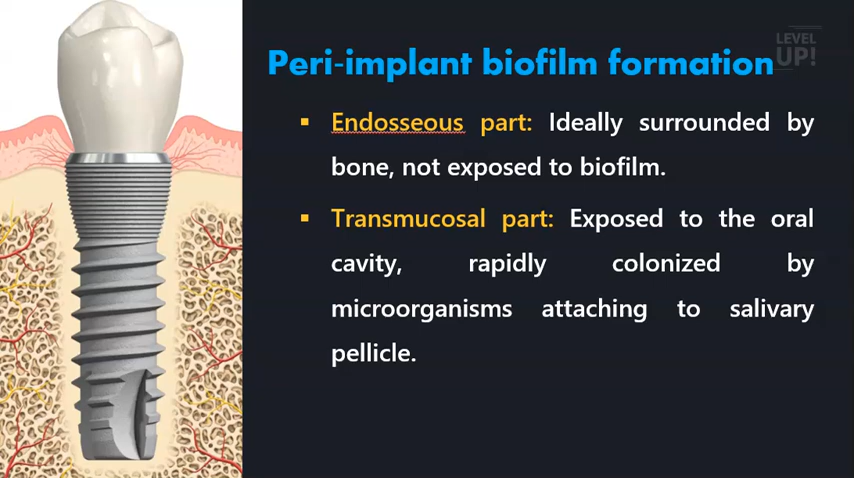 LEVEL
UP!
Peri-implant biofilm formation
▪ Endosseous part: Ideally surrounded by
bone, not exposed to biofilm.
▪ Transmucosal part: Exposed to the oral
cavity, rapidly colonized by
microorganisms attaching to salivary
pellicle.